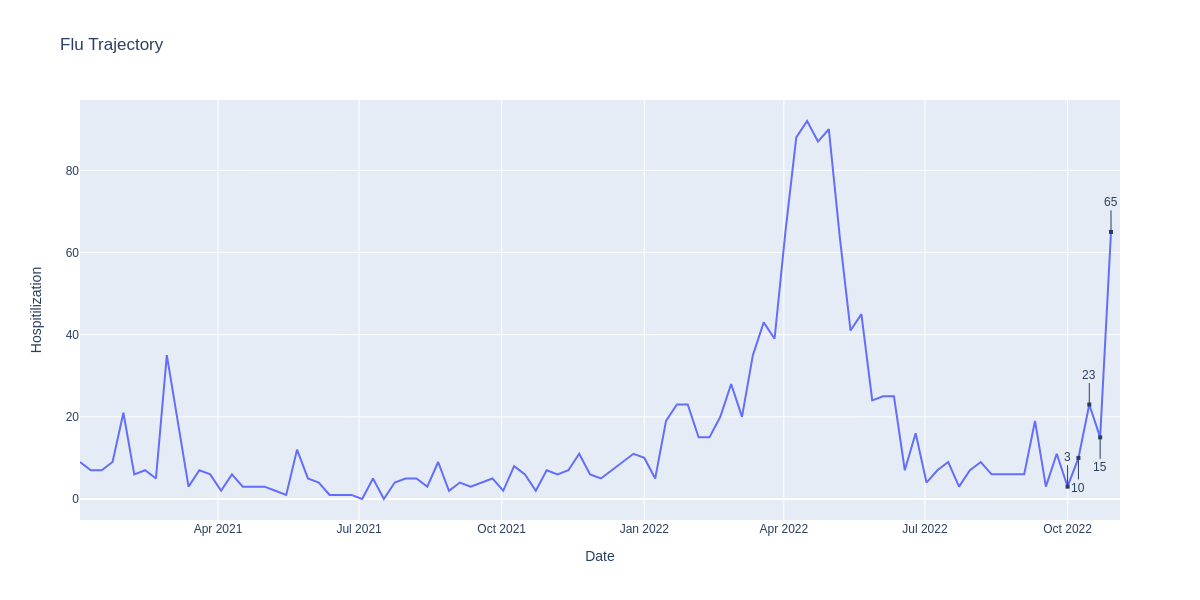 Flu Trajectory
Hospitilization
80
60
40
20
0
65
23
3
15
10
Apr 2021
Jul 2021
Oct 2021
Jan 2022
Apr 2022
Jul 2022
Oct 2022
Date